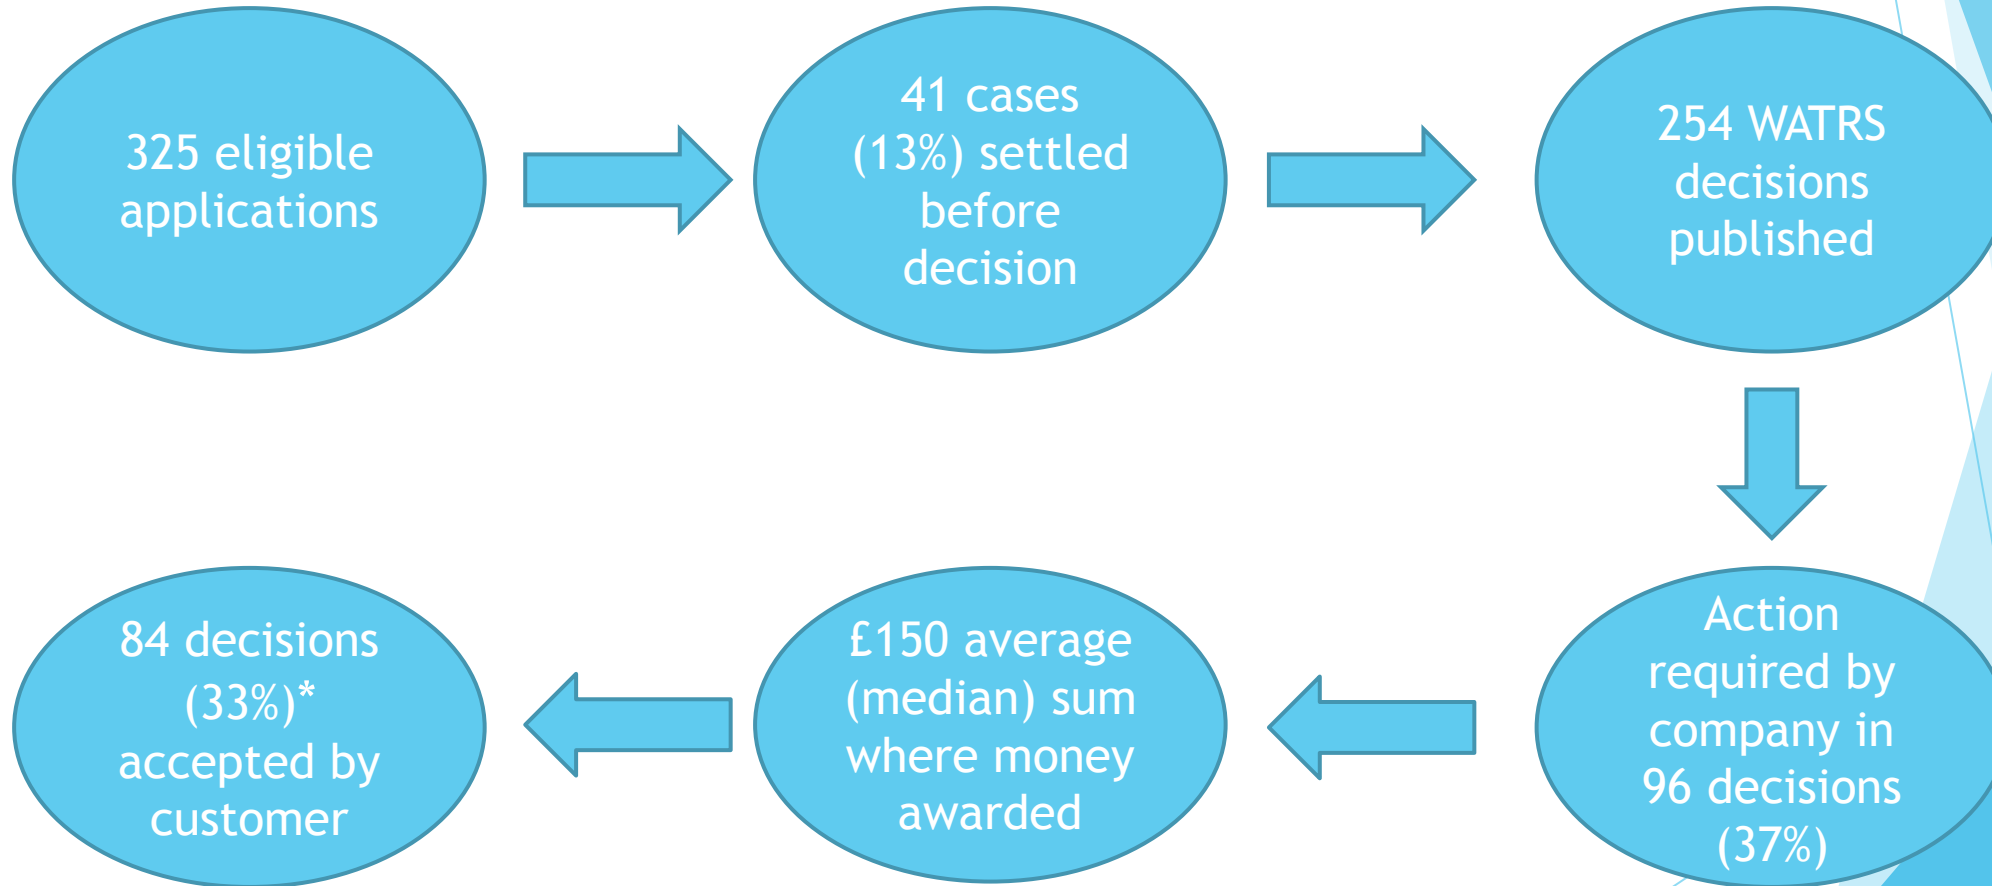 325 eligible
applications
41 cases
(13%) settled
before
decision
254 WATRS
decisions
published
Action
required by
company in
96 decisions
(37%)
£150 average
(median) sum
where money
awarded
84 decisions
(33%)*
accepted by
customer